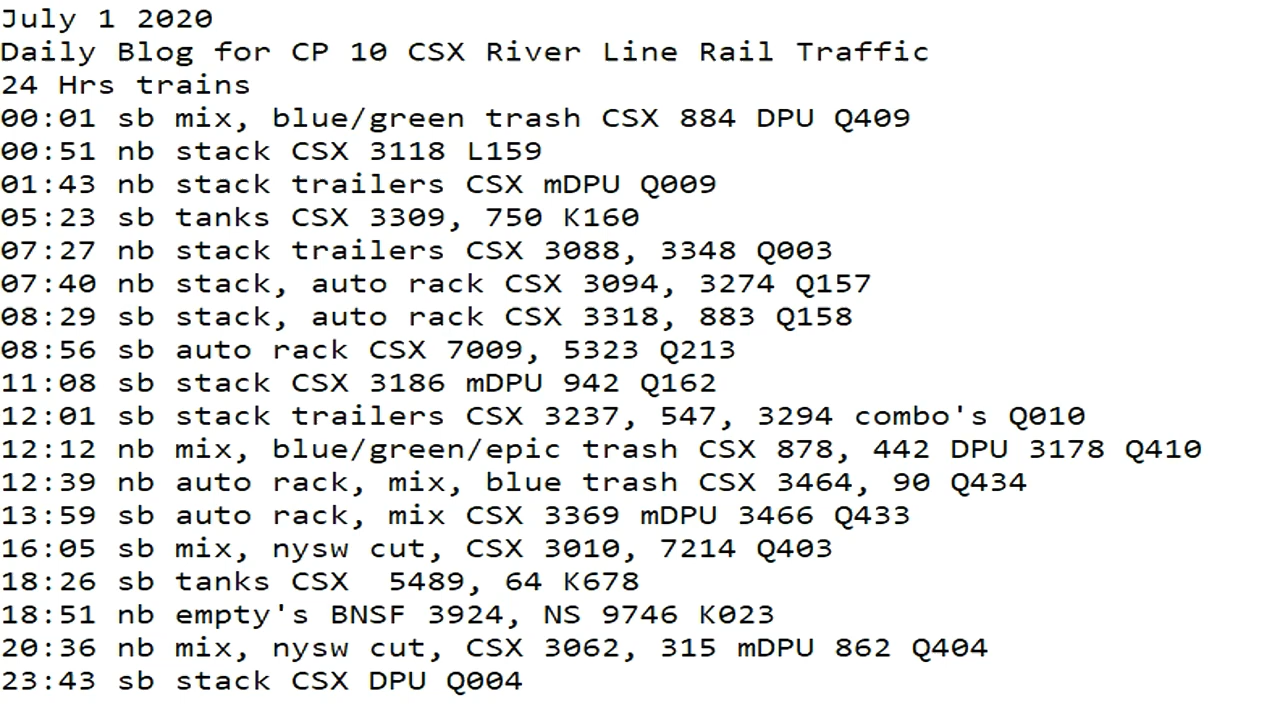 July 1 2020
Daily Blog for CP 10 CSX River Line Rail Traffic
24 Hrs trains
00:01 sb mix, blue/green trash CSX 884 DPU Q409
00:51 nb stack CSX 3118 L159
01:43 nb stack trailers CSX mDPU Q009
05:23 sb tanks CSX 3309, 750 K160
07:27 nb stack trailers CSX 3088, 3348 Q003
07:40 nb stack, auto rack CSX 3094, 3274 Q157
08:29 sb stack, auto rack CSX 3318, 883 Q158
08:56 sb auto rack CSX 7009, 5323 Q213
11:08 sb stack CSX 3186 mDPU 942 Q162
12:01 sb stack trailers CSX 3237, 547, 3294 combo's Q010
12:12 nb mix, blue/green/epic trash CSX 878, 442 DPU 3178 Q410
12:39 nb auto rack, mix, blue trash CSX 3464, 90 Q434
13:59 sb auto rack, mix CSX 3369 mDPU 3466 Q433
16:05 sb mix, nysw cut, CSX 3010, 7214 Q403
18:26 sb tanks CSX  5489, 64 K678
18:51 nb empty's BNSF 3924, NS 9746 K023
20:36 nb mix, nysw cut, CSX 3062, 315 mDPU 862 Q404
23:43 sb stack CSX DPU Q004